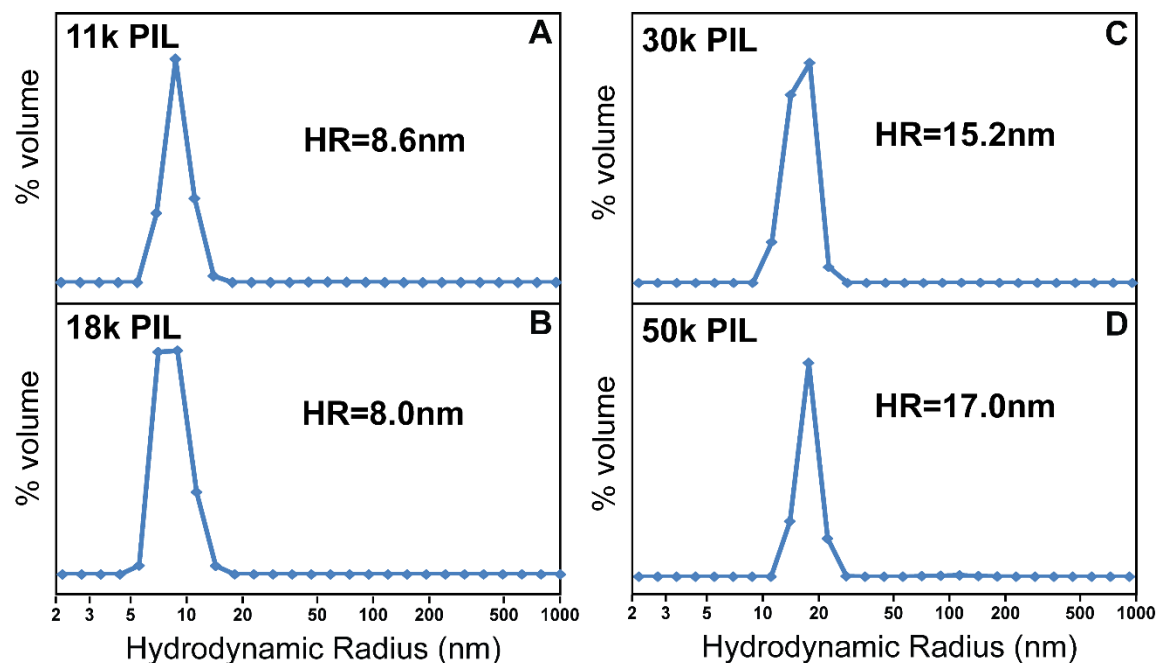 11k PIL
A
HR=8.6nm
% volume
18k PIL
B
HR=8.0nm
% volume
2 3 5 10 20 50 100 200 500 1000
Hydrodynamic Radius (nm)
30k PIL
C
HR=15.2nm
% volume
50k PIL
D
HR=17.0nm
% volume
2 3 5 10 20 50 100 200 500 1000
Hydrodynamic Radius (nm)